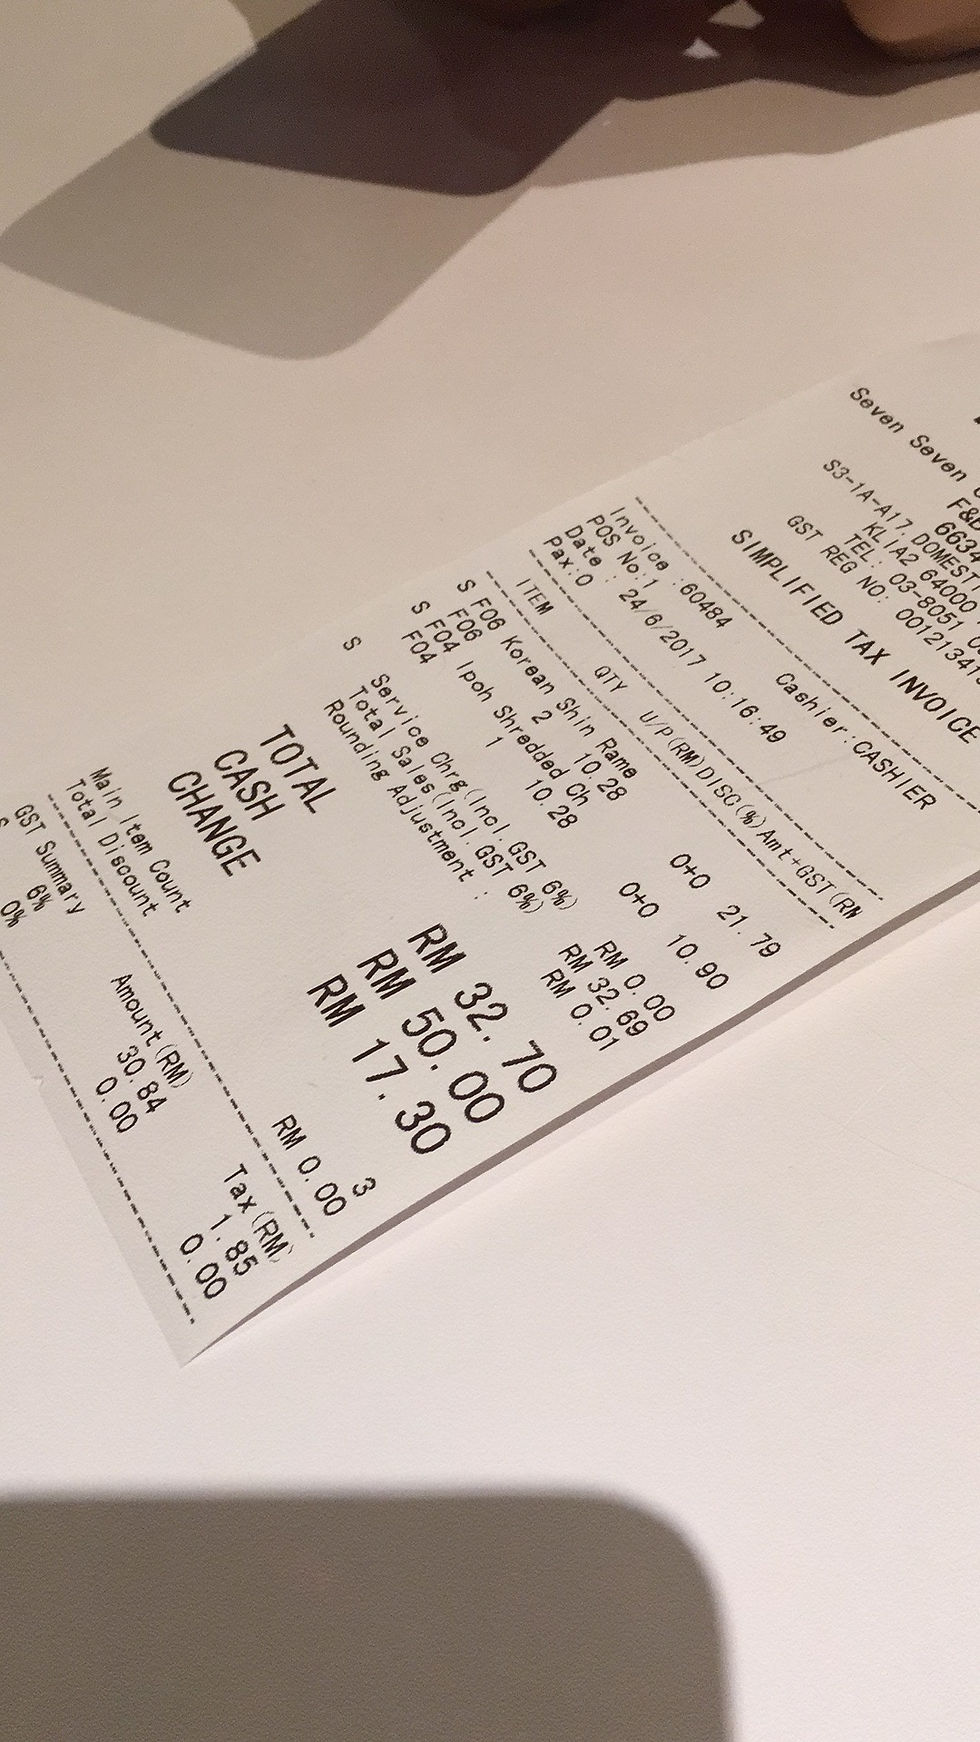 Seven Seven
F&
6634
S3-1A-A17, DOMEST
KLIA2 64000
TEL: 03-8051
GST REG NO: 00121341
SIMPLIFIED TAX INVOICE
Invoice :60484
POS No:1 Cashier:CASHIER
Date : 24/6/2017 10:16:49
Pax:0
ITEM QTY U/P(RM)DISC(%)Amt+GST(RM
S F06 Korean Shin Rame
F06 2 10.28 0+0 21.79
S F04 Ipoh Shredded Ch
F04 1 10.28 0+0 10.90
S
Service Chrg(Incl GST 6%) RM 0.00
Total Sales(Incl.GST 6%) RM 32.69
Rounding Adjustment : RM 0.01
TOTAL RM 32.70
CASH RM 50.00
CHANGE RM 17.30
Main Item Count 3
Total Discount RM 0.00
GST Summary Amount(RM) Tax(RM)
6% 30.84 1.85
0% 0.00 0.00